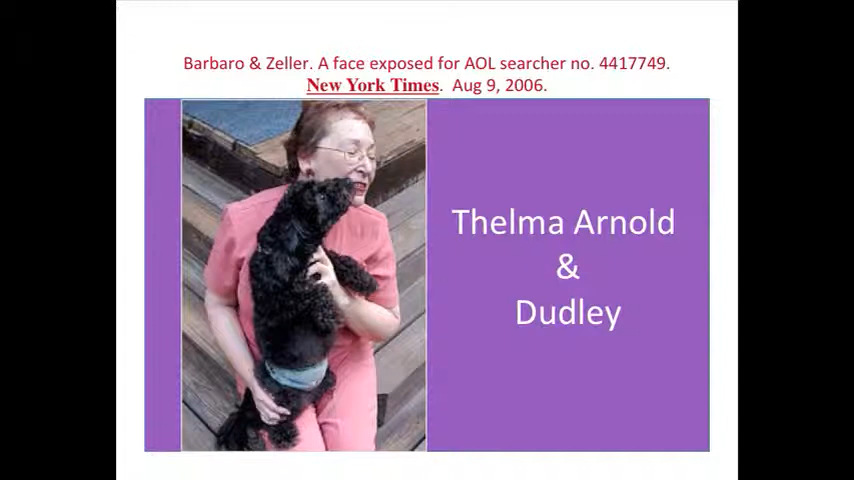 Barbaro & Zeller. A face exposed for AOL searcher no. 4417749.
New York Times. Aug 9, 2006.
Thelma Arnold
&
Dudley